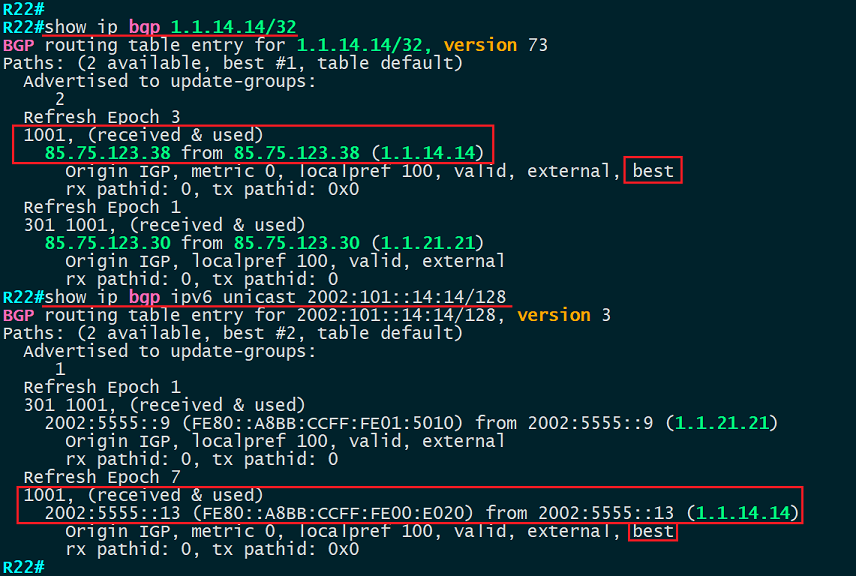 R22#
R22#show ip bgp 1.1.14.14/32
BGP routing table entry for 1.1.14.14/32, version 73
Paths: (2 available, best #1, table default)
  Advertised to update-groups:
     2
  Refresh Epoch 3
  1001, (received & used)
    85.75.123.38 from 85.75.123.38 (1.1.14.14)
      Origin IGP, metric 0, localpref 100, valid, external, best
      rx pathid: 0, tx pathid: 0x0
  Refresh Epoch 1
  301 1001, (received & used)
    85.75.123.30 from 85.75.123.30 (1.1.21.21)
      Origin IGP, localpref 100, valid, external
      rx pathid: 0, tx pathid: 0
R22#show ip bgp ipv6 unicast 2002:101::14:14/128
BGP routing table entry for 2002:101::14:14/128, version 3
Paths: (2 available, best #2, table default)
  Advertised to update-groups:
     1
  Refresh Epoch 1
  301 1001, (received & used)
    2002:5555::9 (FE80::A8BB:CCFF:FE01:5010) from 2002:5555::9 (1.1.21.21)
      Origin IGP, localpref 100, valid, external
      rx pathid: 0, tx pathid: 0
  Refresh Epoch 7
  1001, (received & used)
    2002:5555::13 (FE80::A8BB:CCFF:FE00:E020) from 2002:5555::13 (1.1.14.14)
      Origin IGP, metric 0, localpref 100, valid, external, best
      rx pathid: 0, tx pathid: 0x0
R22#